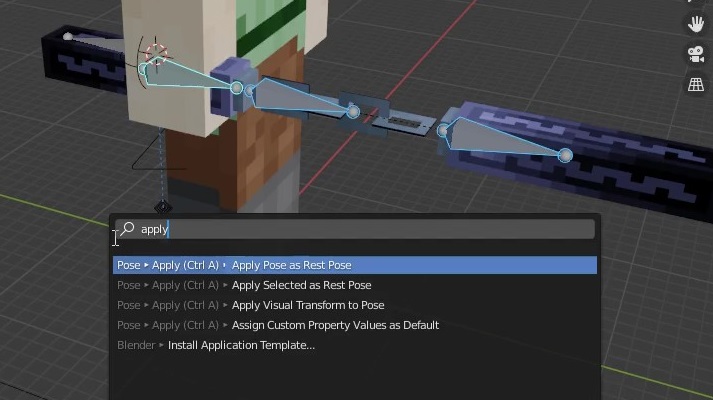 apply
Pose ▸ Apply (Ctrl A) ▸ Apply Pose as Rest Pose
Pose ▸ Apply (Ctrl A) ▸ Apply Selected as Rest Pose
Pose ▸ Apply (Ctrl A) ▸ Apply Visual Transform to Pose
Pose ▸ Apply (Ctrl A) ▸ Assign Custom Property Values as Default
Blender ▸ Install Application Template...